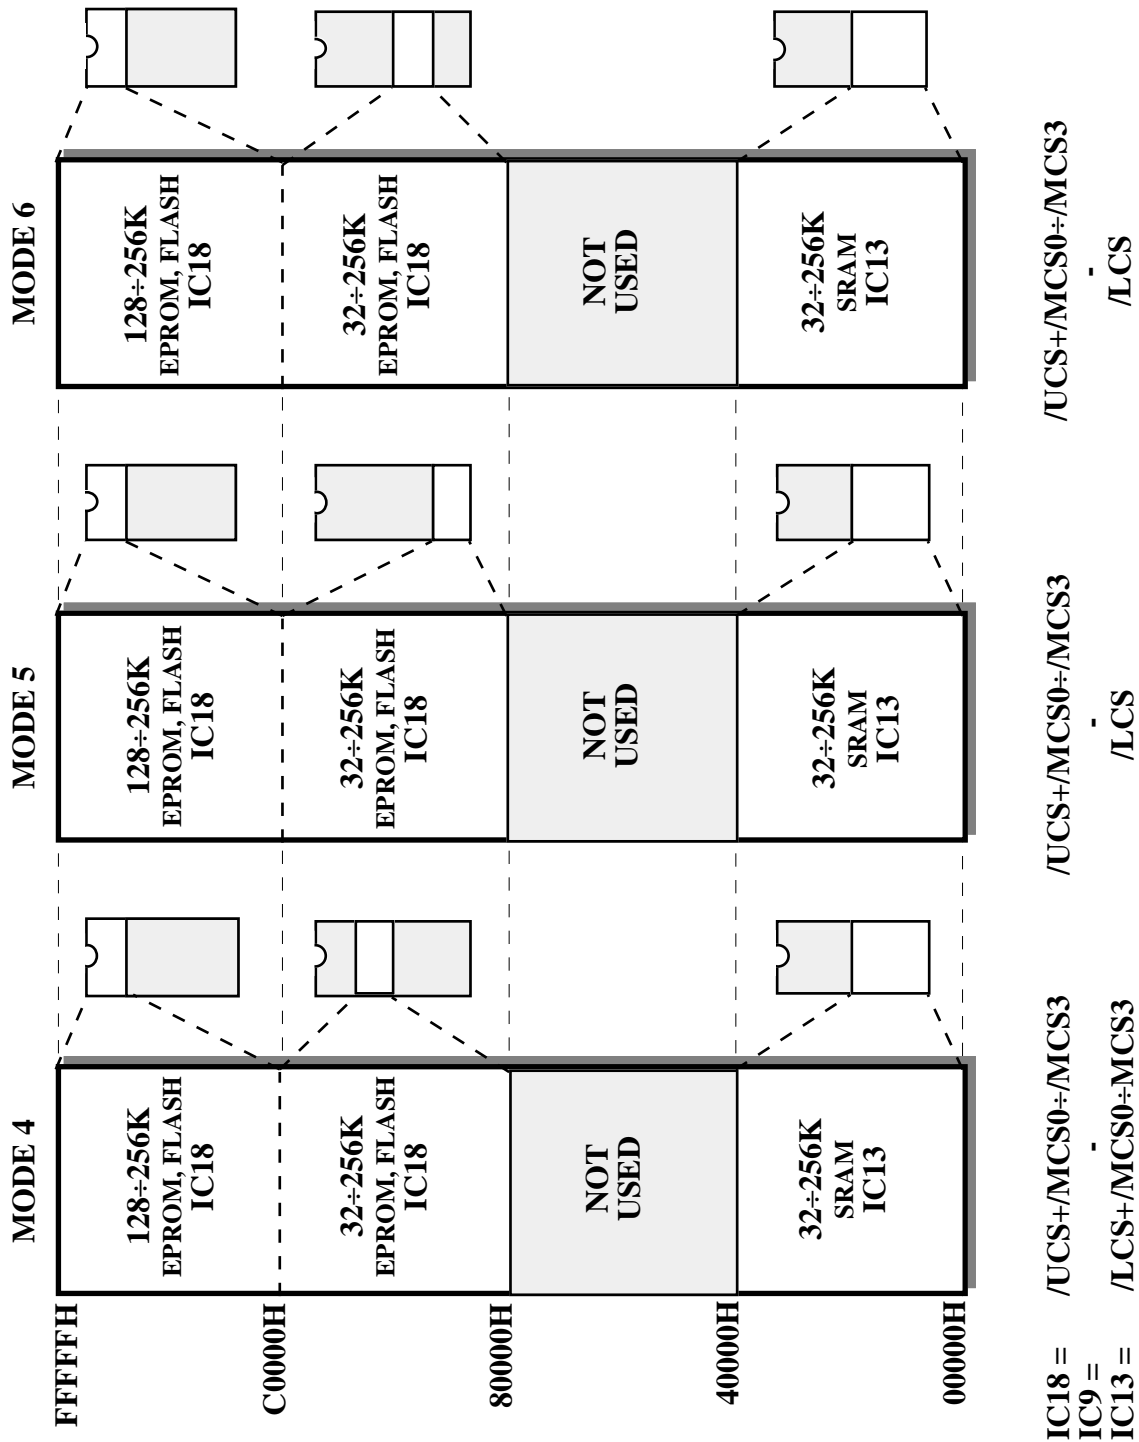 MODE 4
MODE 5
MODE 6
FFFFFH
128÷256K
EPROM, FLASH
IC18
128÷256K
EPROM, FLASH
IC18
128÷256K
EPROM, FLASH
IC18
C0000H
32÷256K
EPROM, FLASH
IC18
32÷256K
EPROM, FLASH
IC18
32÷256K
EPROM, FLASH
IC18
80000H
NOT
USED
NOT
USED
NOT
USED
40000H
32÷256K
SRAM
IC13
32÷256K
SRAM
IC13
32÷256K
SRAM
IC13
00000H
IC18 = /UCS+/MCS0÷/MCS3 /UCS+/MCS0÷/MCS3 /UCS+/MCS0÷/MCS3
IC9 = - - -
IC13 = /LCS+/MCS0÷MCS3 /LCS /LCS